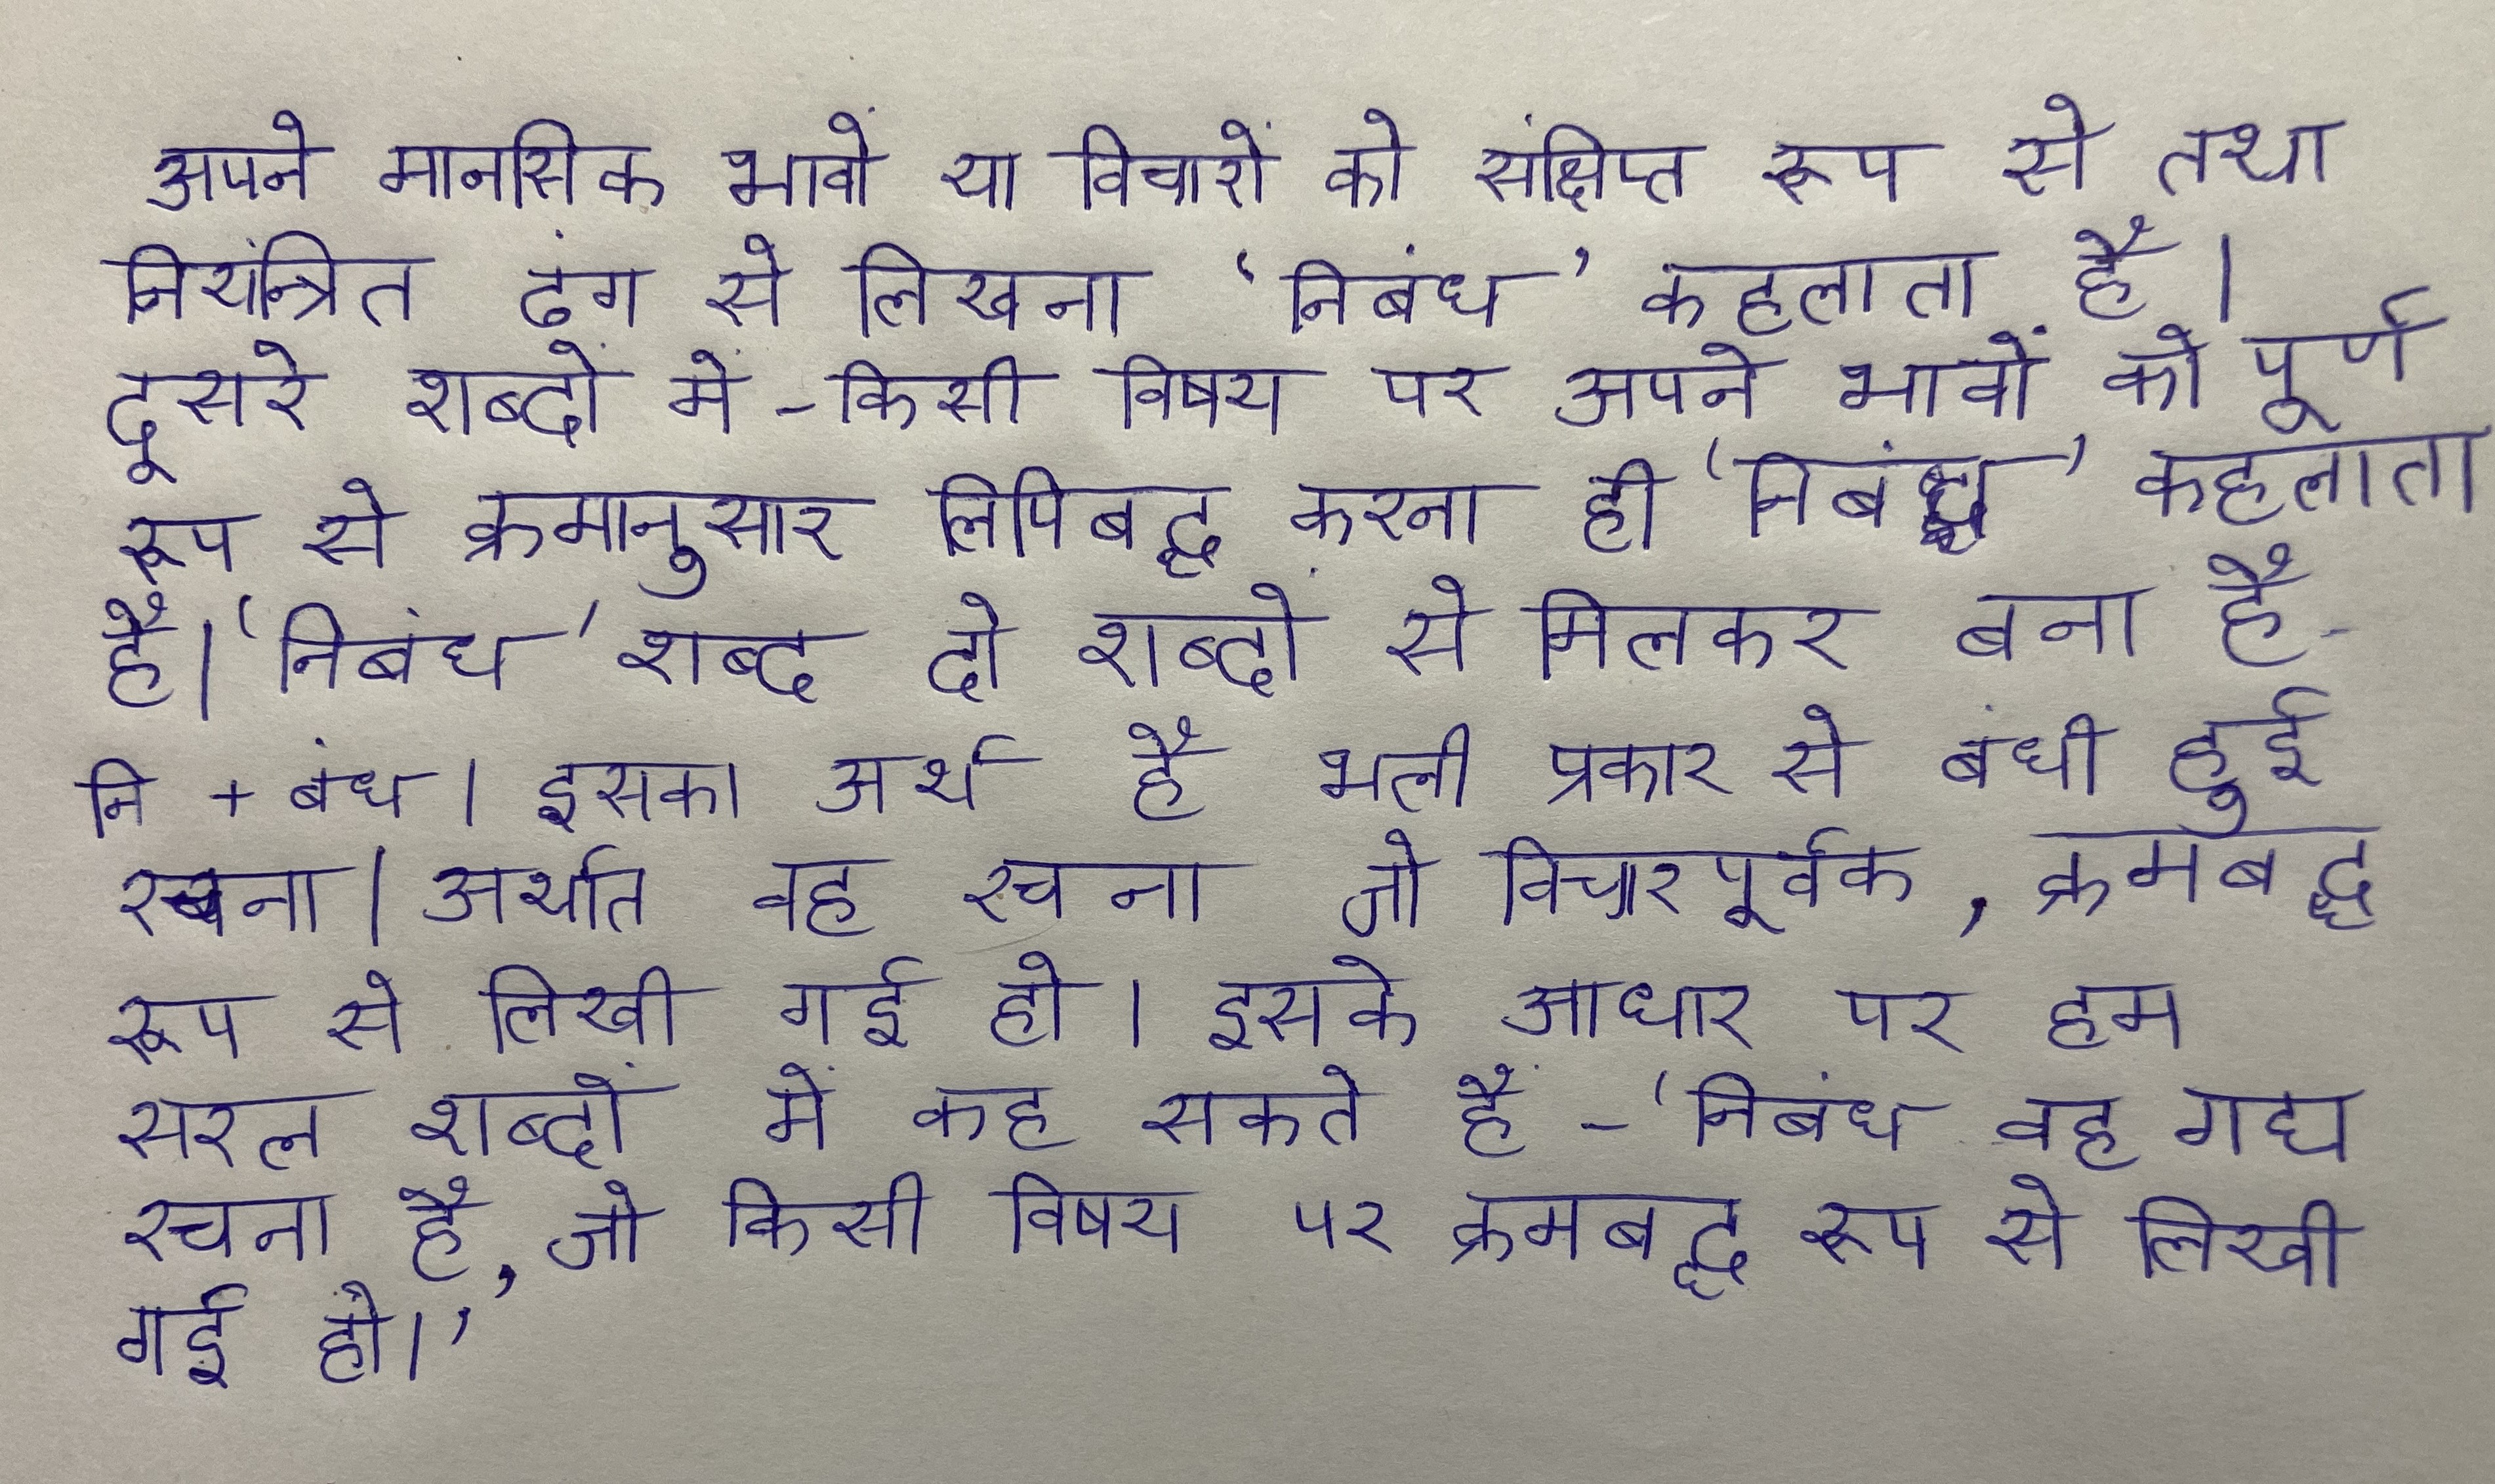 अपने मानसिक भावों या विचारों को संक्षिप्त रूप से तथा
नियंन्त्रित ढंग से लिखना ‘निबंध’ कहलाता है।
दूसरे शब्दों में - किसी विषय पर अपने भावों को पूर्ण
रूप से क्रमानुसार लिपिबद्ध करना ही ‘निबंध’ कहलाता
है। ‘निबंध’ शब्द दो शब्दों से मिलकर बना है-
नि + बंध। इसका अर्थ है भली प्रकार से बंधी हुई
रचना। अर्थात वह रचना जो विचारपूर्वक, क्रमबद्ध
रूप से लिखी गई हो। इसके आधार पर हम
सरल शब्दों में कह सकते हैं - ‘निबंध वह गद्य
रचना है, जो किसी विषय पर क्रमबद्ध रूप से लिखी
गई हो।’